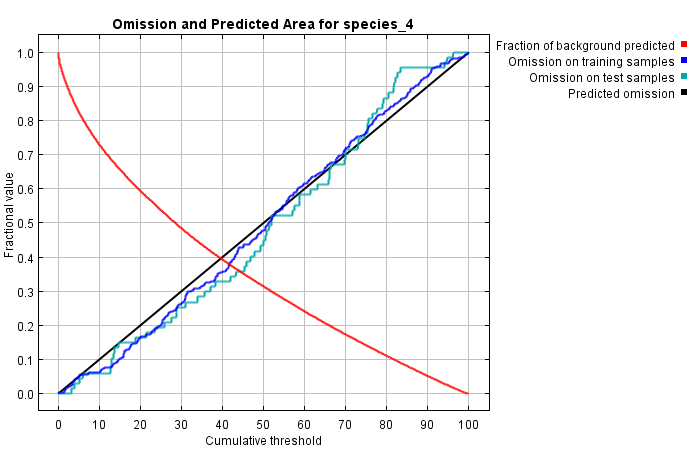 Omission and Predicted Area for species_4
Fraction of background predicted
Omission on training samples
Omission on test samples
Predicted omission
Fractional value
1.0
0.9
0.8
0.7
0.6
0.5
0.4
0.3
0.2
0.1
0.0
0 10 20 30 40 50 60 70 80 90 100
Cumulative threshold